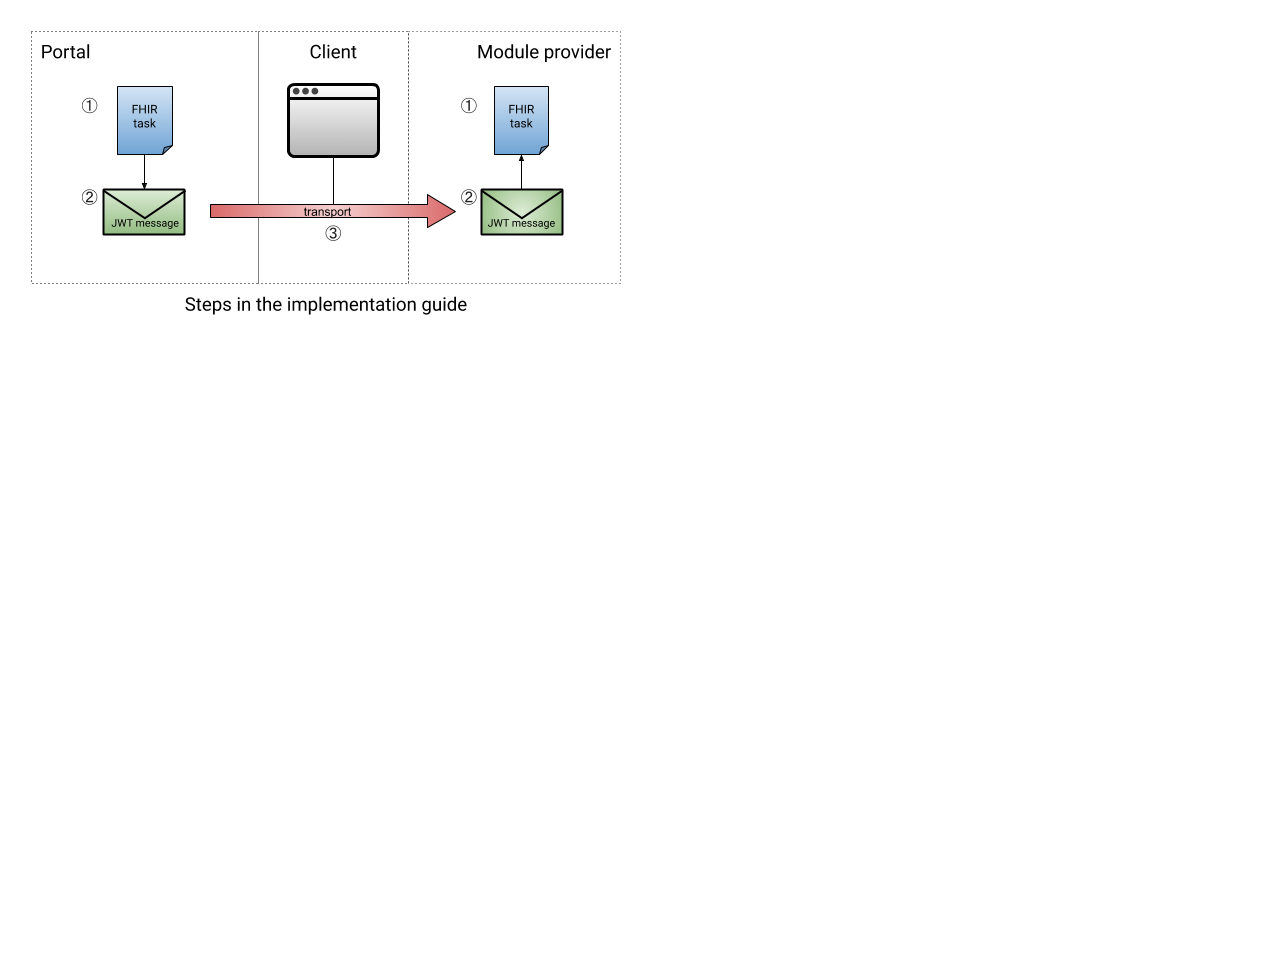 Portal
Client
Module provider
①
FHIR
task
①
FHIR
task
②
JWT message
transport
③
②
JWT message
Steps in the implementation guide